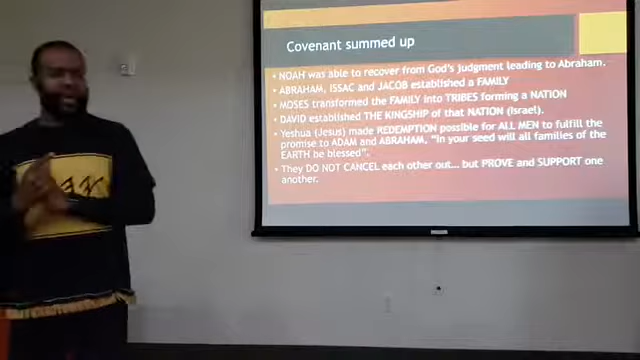 Covenant summed up
• NOAH was able to recover from God's judgment leading to Abraham.
• ABRAHAM, ISSAC and JACOB established a FAMILY
• MOSES transformed the FAMILY into TRIBES forming a NATION
• DAVID established THE KINGSHIP of that NATION (Israel).
• Yeshua (Jesus) made REDEMPTION possible for ALL MEN to fulfill the
promise to ADAM and ABRAHAM, "In your seed will all families of the
EARTH be blessed".
• They DO NOT CANCEL each other out... but PROVE and SUPPORT one
another.